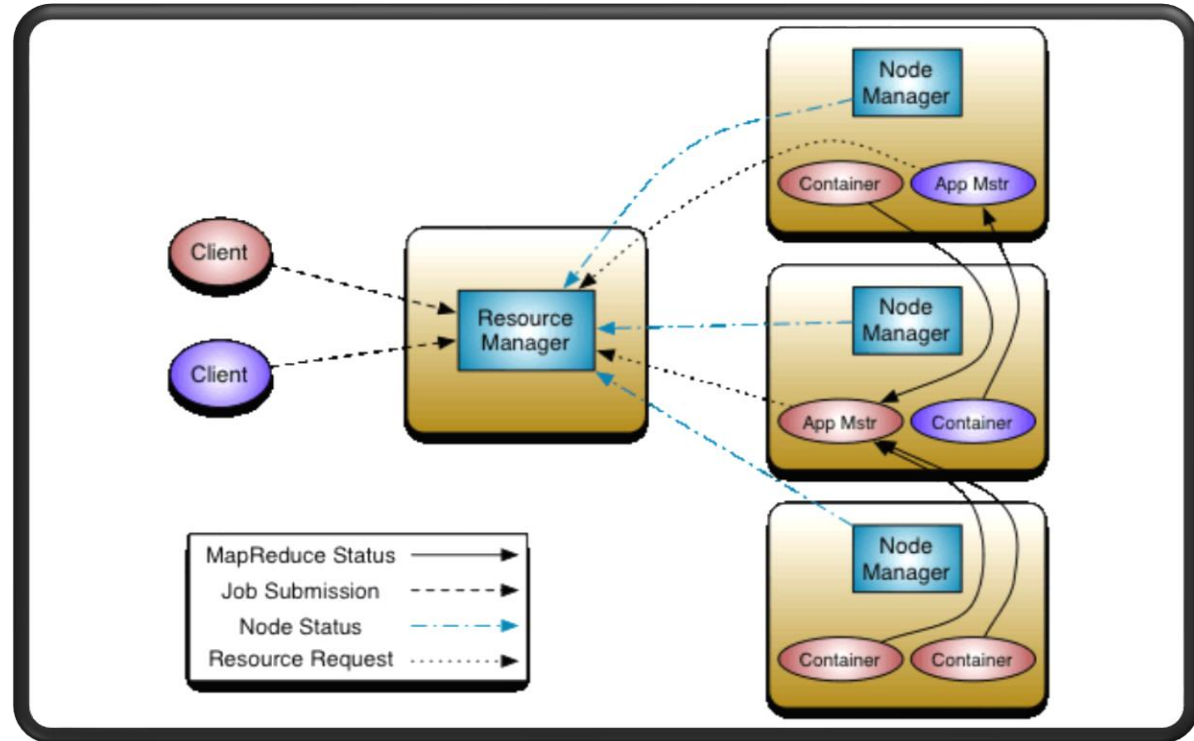 Node
Manager
Container
App Mstr
Client
Client
Resource
Manager
Node
Manager
App Mstr
Container
Node
Manager
Container
Container
MapReduce Status
Job Submission
Node Status
Resource Request